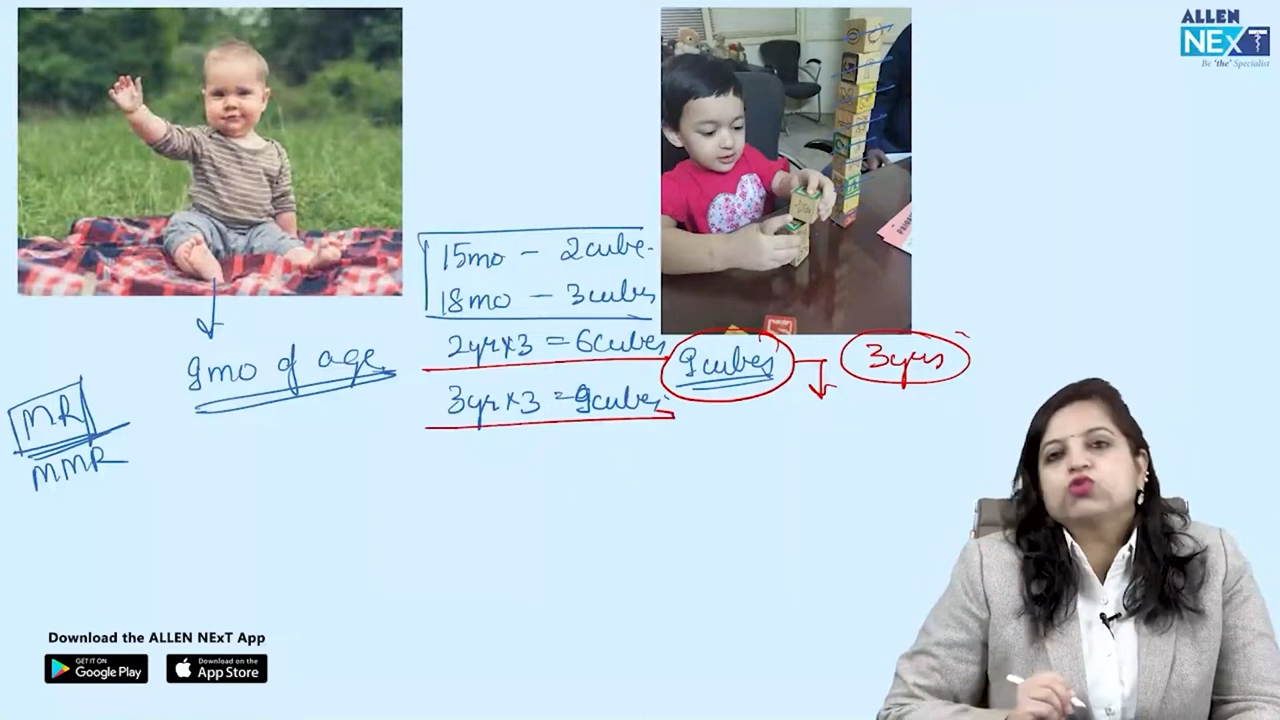 ALLEN
NEXT
Be 'the' Specialist
15mo - 2cube
18mo - 3cubes
2yr×3 = 6cubes
3yr×3 = 9cubes
9cubes
3yrs
9mo of age
MR
MMR
Download the ALLEN NExT App
GET IT ON
Google Play
Download on the
App Store